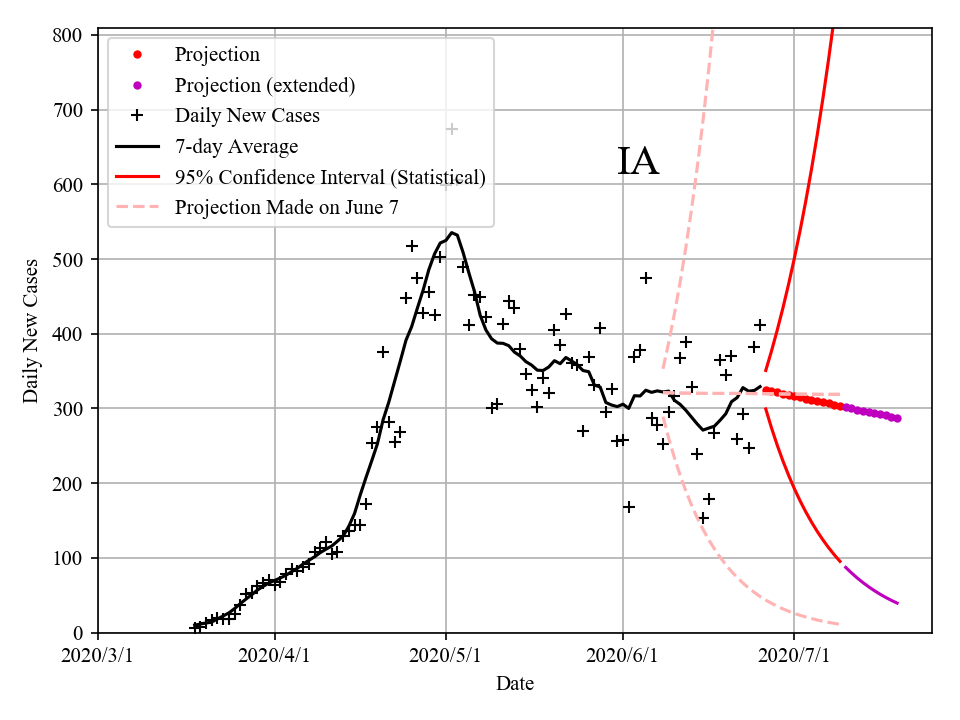 800
700
600
500
400
300
200
100
0
Daily New Cases
Projection
Projection (extended)
Daily New Cases
7-day Average
95% Confidence Interval (Statistical)
Projection Made on June 7
IA
2020/3/1 2020/4/1 2020/5/1 2020/6/1 2020/7/1
Date